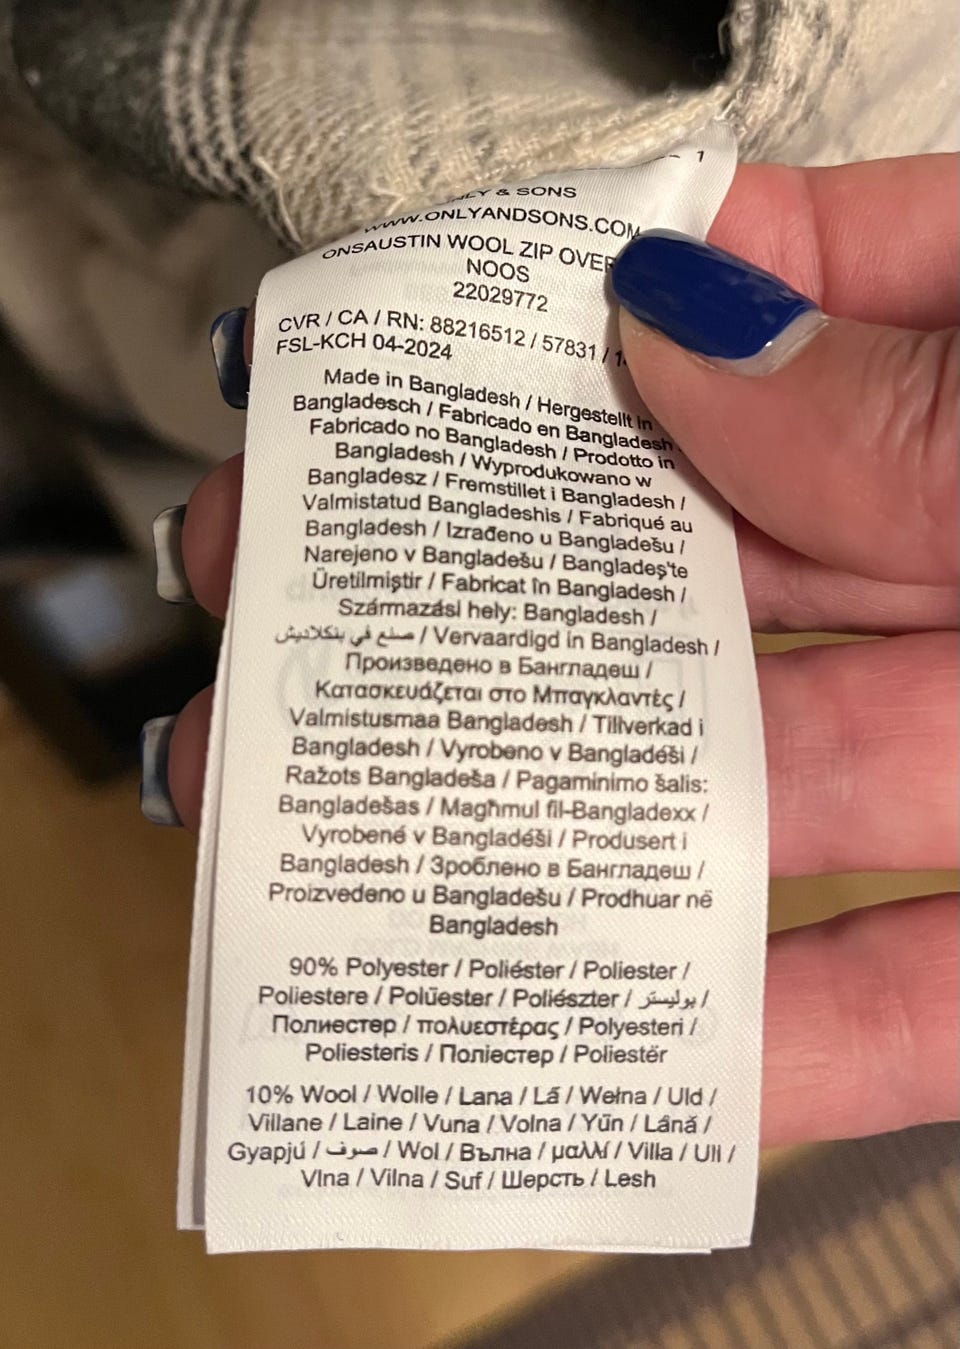 1
& SONS
www.ONLYANDSONS.COM
ONSAUSTIN WOOL ZIP OVER
NOOS
22029772
CVR / CA / RN: 88216512 / 57831 /
FSL-KCH 04-2024
Made in Bangladesh / Hergestellt in
Bangladesch / Fabricado en Bangladesh
Fabricado no Bangladesh / Prodotto in
Bangladesh / Wyprodukowano w
Bangladesz / Fremstillet i Bangladesh /
Valmistatud Bangladeshis / Fabriqué au
Bangladesh / Izrađeno u Bangladešu /
Narejeno v Bangladešu / Bangladeş'te
Üretilmiştir / Fabricat în Bangladesh /
Származási hely: Bangladesh /
صنع في بنكلاديش / Vervaardigd in Bangladesh /
Произведено в Бангладеш /
Κατασκευάζεται στο Μπαγκλαντές /
Valmistusmaa Bangladesh / Tillverkad i
Bangladesh / Vyrobeno v Bangladéši /
Ražots Bangladeša / Pagaminimo šalis:
Bangladešas / Magħmul fil-Bangladexx /
Vyrobené v Bangladéši / Produsert i
Bangladesh / Зроблено в Бангладеш /
Proizvedeno u Bangladešu / Prodhuar në
Bangladesh
90% Polyester / Poliéster / Poliester /
Poliestere / Polüester / Poliészter / بوليستر /
Полиестер / πολυεστέρας / Polyesteri /
Poliesteris / Поліестер / Poliestër
10% Wool / Wolle / Lana / Lã / Wełna / Uld /
Villane / Laine / Vuna / Volna / Yün / Lână /
Gyapjú / صوف / Wol / Вълна / μαλλί / Villa / Ull /
Vlna / Vilna / Suf / Шерсть / Lesh